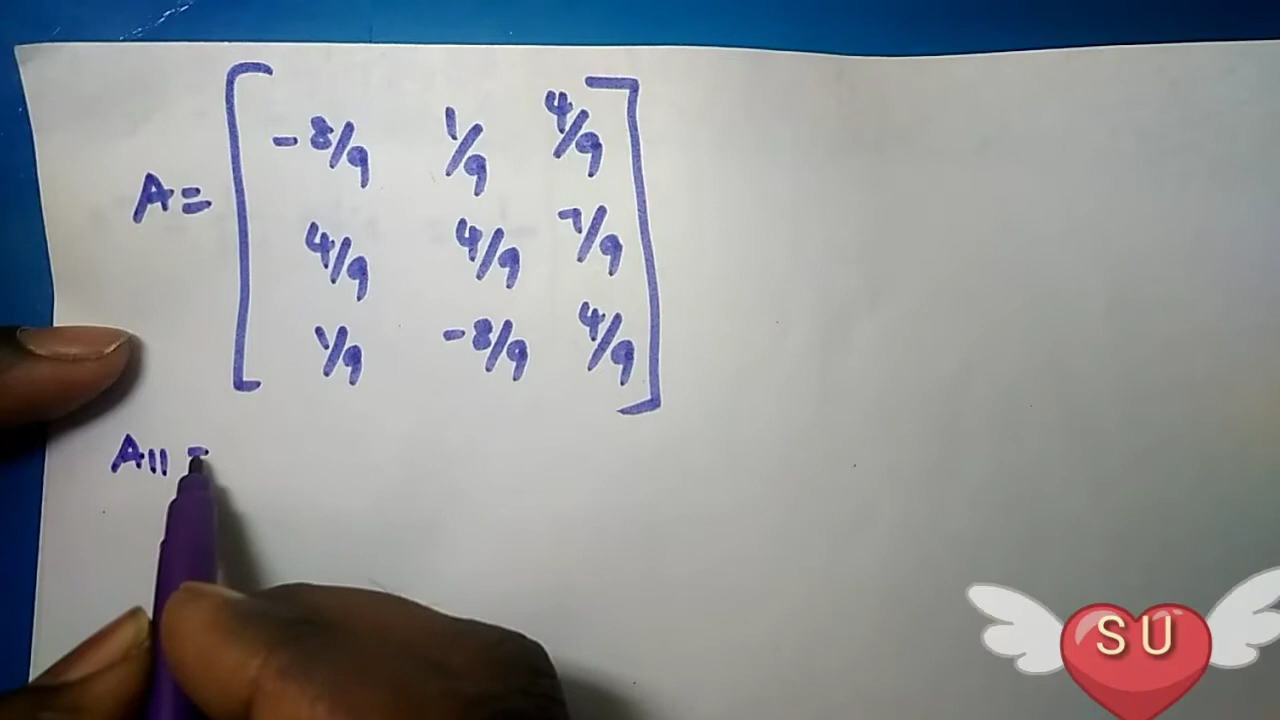 -8/9 1/9 4/9
A=
4/9 4/9 7/9
1/9 -8/9 4/9
A11 =
SU